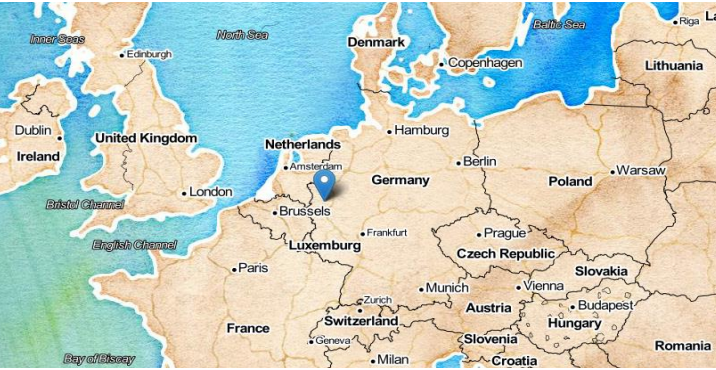 Inner Seas
Edinburgh
North Sea
Denmark
Baltic Sea
Riga
La
Copenhagen
Lithuania
Dublin
Ireland
United Kingdom
Netherlands
Amsterdam
Hamburg
Berlin
Germany
Poland
Warsaw
London
Bristol Channel
Brussels
English Channel
Luxemburg
Frankfurt
Prague
Czech Republic
Paris
Slovakia
Munich
Vienna
Zurich
Austria
Budapest
Switzerland
Hungary
France
Geneva
Slovenia
Romania
Bay of Biscay
Milan
Croatia